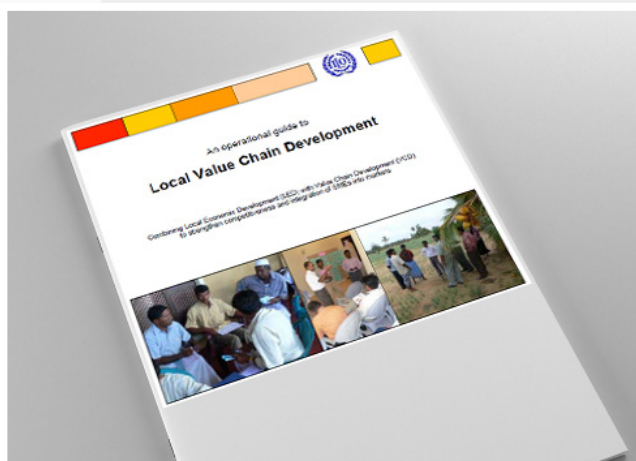 ILO
An operational guide to
Local Value Chain Development
Combining Local Economic Development (LED) with Value Chain Development (VCD)
to strengthen competitiveness and integration of SMEs into markets